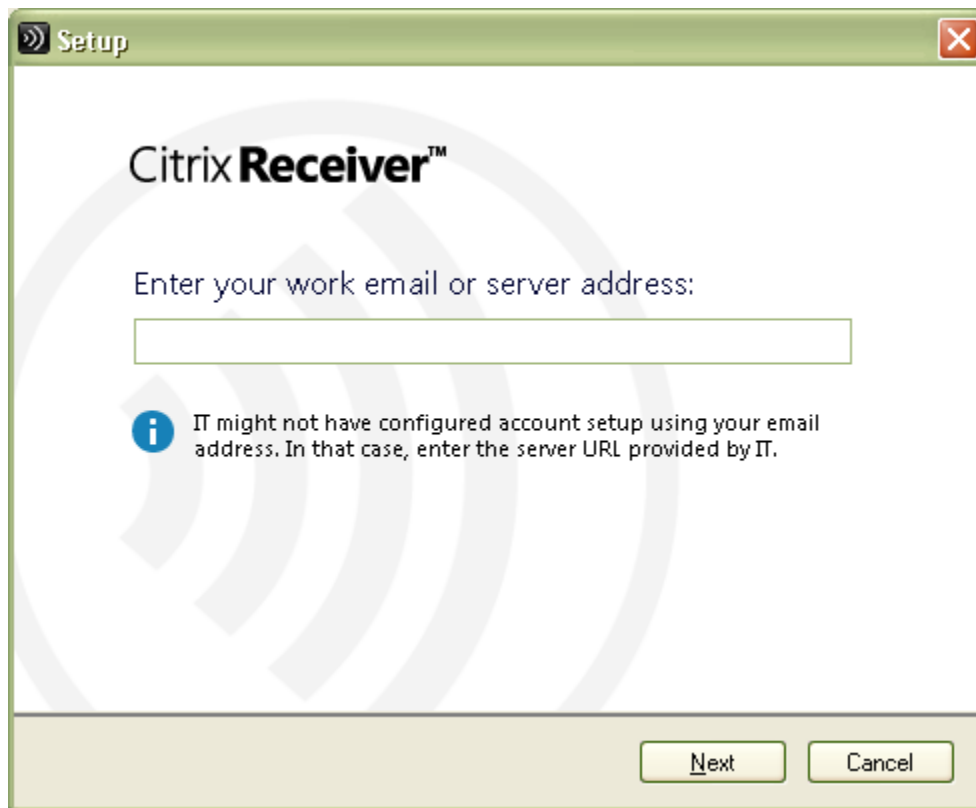 Setup
Citrix Receiver™
Enter your work email or server address:
IT might not have configured account setup using your email
address. In that case, enter the server URL provided by IT.
Next
Cancel